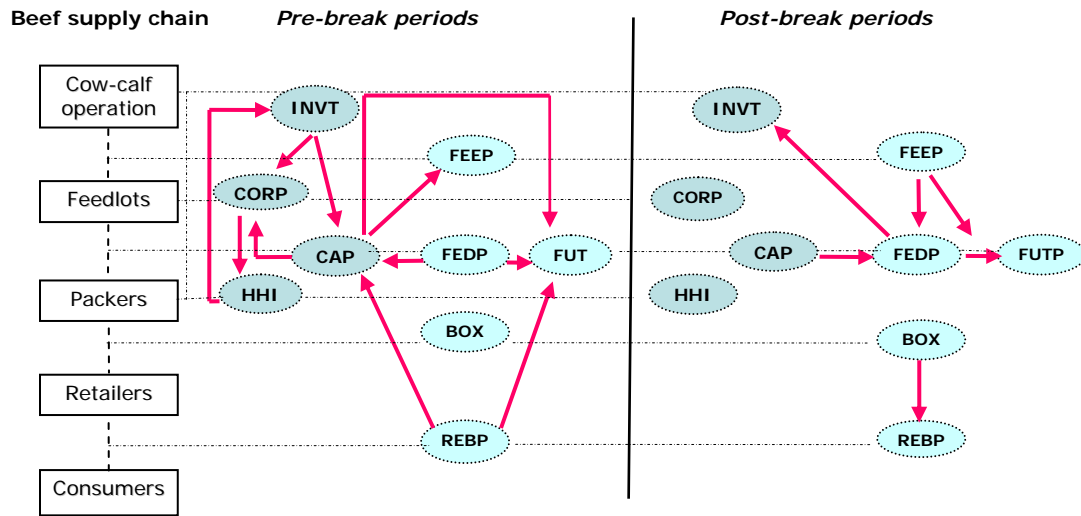 Beef supply chain
Pre-break periods
Post-break periods
Cow-calf
operation
Feedlots
Packers
Retailers
Consumers
INVT
FEEP
CORP
CAP
FEDP
FUT
HHI
BOX
REBP
INVT
FEEP
CORP
CAP
FEDP
FUTP
HHI
BOX
REBP